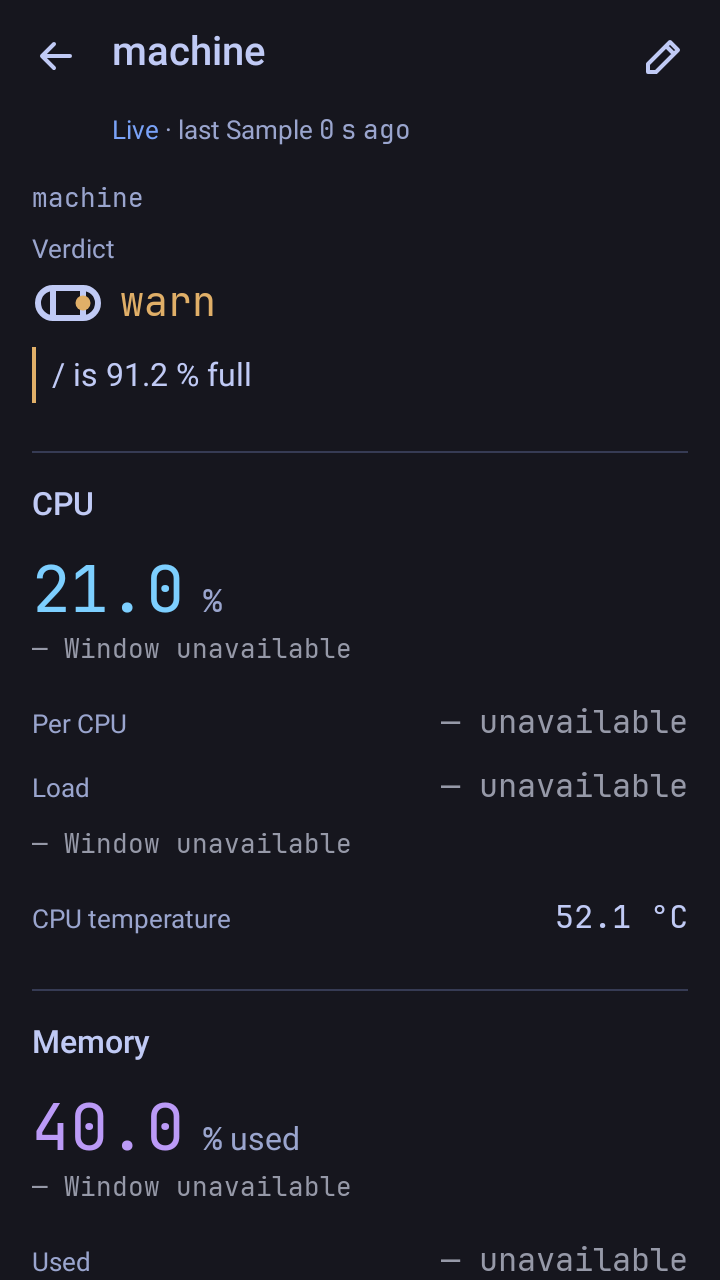 machine
Live · last Sample 0 s ago
machine
Verdict
warn
/ is 91.2 % full
CPU
21.0 %
— Window unavailable
Per CPU — unavailable
Load — unavailable
— Window unavailable
CPU temperature 52.1 °C
Memory
40.0 % used
— Window unavailable
Used — unavailable